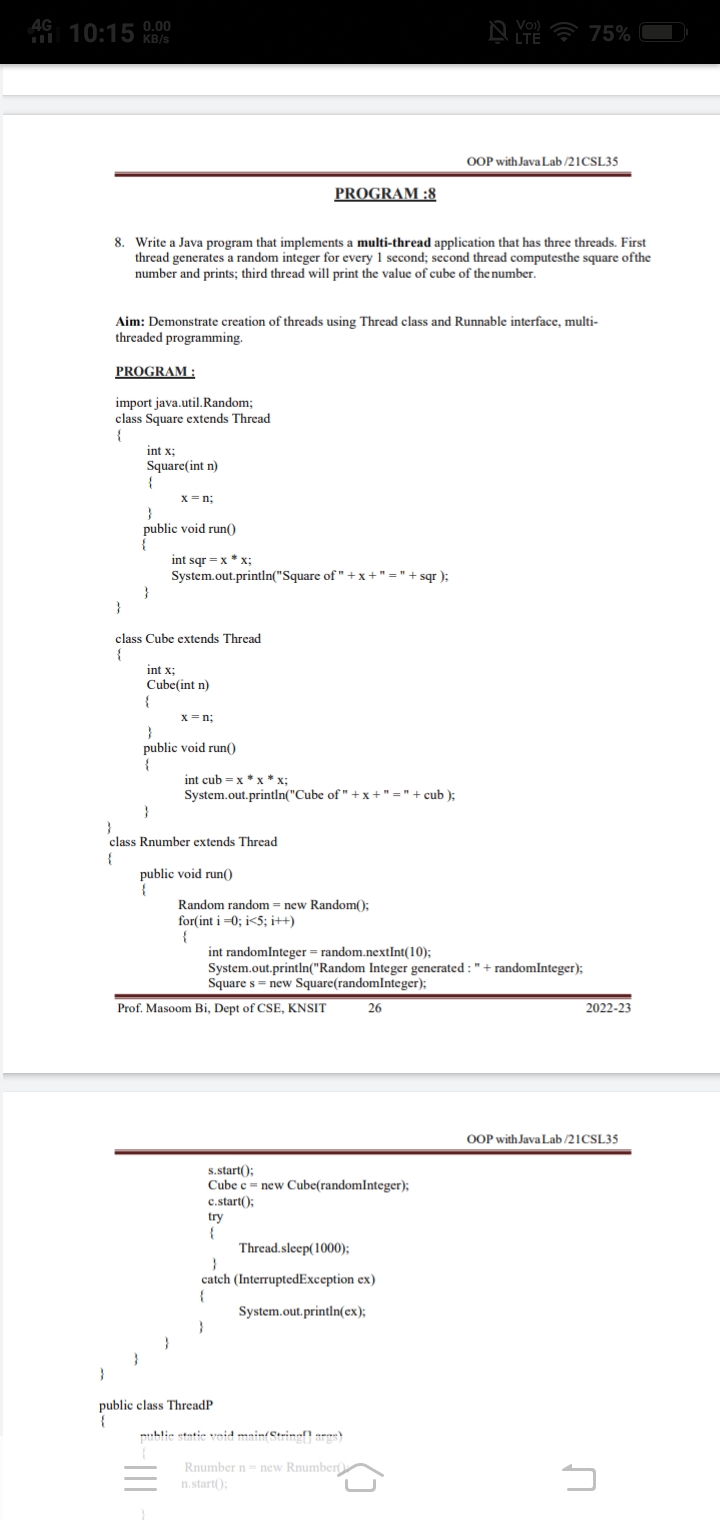 4G 10:15 0.00 KB/s Vo)) LTE 75%
OOP with Java Lab /21CSL35
PROGRAM :8
8. Write a Java program that implements a multi-thread application that has three threads. First
thread generates a random integer for every 1 second; second thread computesthe square ofthe
number and prints; third thread will print the value of cube of thenumber.
Aim: Demonstrate creation of threads using Thread class and Runnable interface, multi-
threaded programming.
PROGRAM :
import java.util.Random;
class Square extends Thread
{
int x;
Square(int n)
{
x = n;
}
public void run()
{
int sqr = x * x;
System.out.println("Square of " + x + " = " + sqr );
}
}
class Cube extends Thread
{
int x;
Cube(int n)
{
x = n;
}
public void run()
{
int cub = x * x * x;
System.out.println("Cube of " + x + " = " + cub );
}
}
class Rnumber extends Thread
{
public void run()
{
Random random = new Random();
for(int i =0; i<5; i++)
{
int randomInteger = random.nextInt(10);
System.out.println("Random Integer generated : " + randomInteger);
Square s = new Square(randomInteger);
Prof. Masoom Bi, Dept of CSE, KNSIT 26 2022-23
OOP with Java Lab /21CSL35
s.start();
Cube c = new Cube(randomInteger);
c.start();
try
{
Thread.sleep(1000);
}
catch (InterruptedException ex)
{
System.out.println(ex);
}
}
}
}
public class ThreadP
{
public static void main(String[] args)
{
Rnumber n = new Rnumber();
n.start();
}